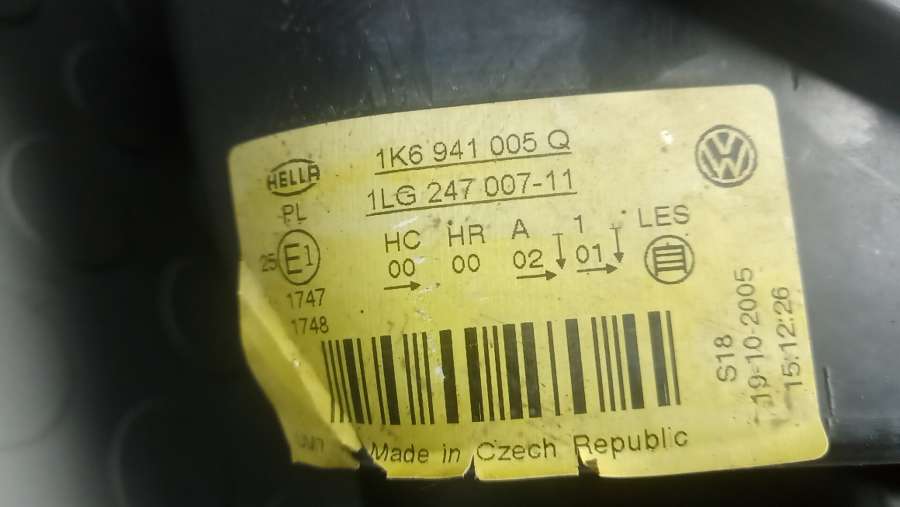 1K6 941 005 Q
HELLA
1LG 247 007-11
PL
HC HR A 1 LES
25 E1 00 00 02 01
1747
1748
S18
19-10-2005
15:12:26
Made in Czech Republic